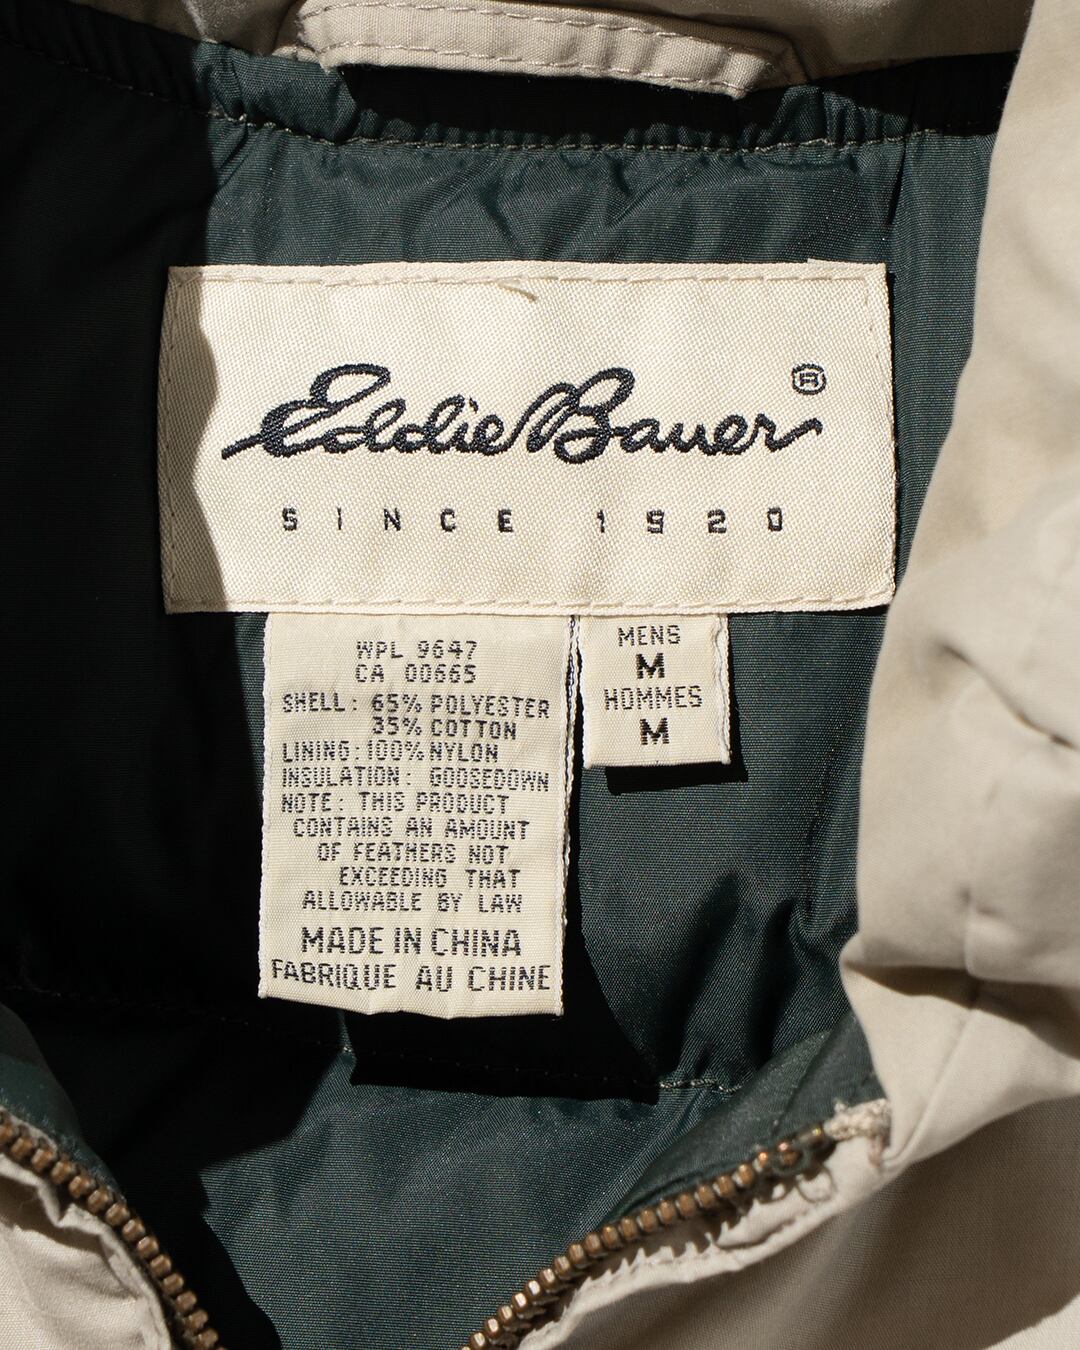 Eddie Bauer ®
SINCE 1920
WPL 9647
CA 00665
SHELL: 65% POLYESTER
35% COTTON
LINING: 100% NYLON
INSULATION: GOOSEDOWN
NOTE: THIS PRODUCT
CONTAINS AN AMOUNT
OF FEATHERS NOT
EXCEEDING THAT
ALLOWABLE BY LAW
MADE IN CHINA
FABRIQUE AU CHINE
MENS
M
HOMMES
M